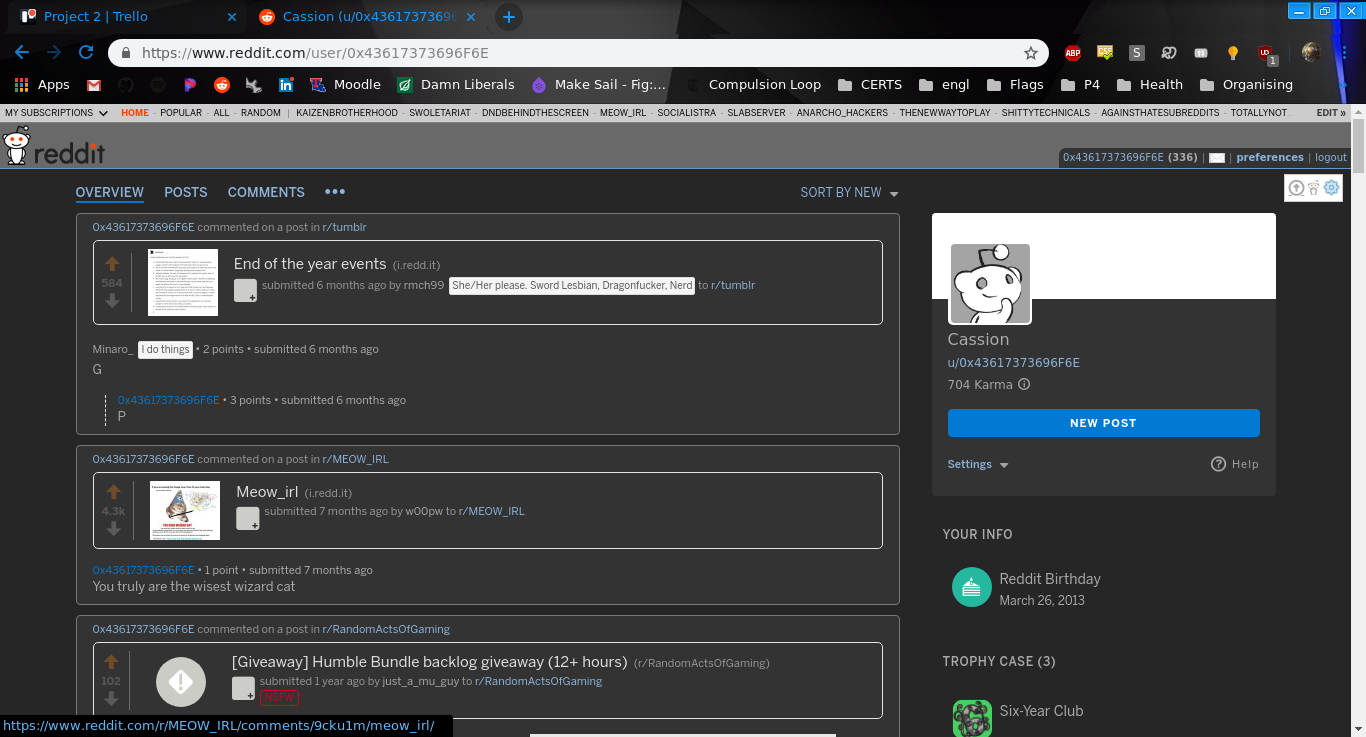 Project 2 | Trello
Cassion (u/0x43617373696
https://www.reddit.com/user/0x43617373696F6E
ABP
S
UD
1
Apps
Moodle
Damn Liberals
Make Sail - Fig:...
Compulsion Loop
CERTS
engl
Flags
P4
Health
Organising
MY SUBSCRIPTIONS HOME - POPULAR - ALL - RANDOM | KAIZENBROTHERHOOD - SWOLETARIAT - DNDBEHINDTHESCREEN - MEOW_IRL - SOCIALISTRA - SLABSERVER - ANARCHO_HACKERS - THENEWWAYTOPLAY - SHITTYTECHNICALS - AGAINSTHATESUBREDDITS - TOTALLYNOT EDIT »
reddit
0x43617373696F6E (336) | | preferences | logout
OVERVIEW POSTS COMMENTS •••
SORT BY NEW
0x43617373696F6E commented on a post in r/tumblr
584
End of the year events (i.redd.it)
submitted 6 months ago by rmch99 She/Her please. Sword Lesbian, Dragonfucker, Nerd to r/tumblr
Minaro_ I do things • 2 points • submitted 6 months ago
G
0x43617373696F6E • 3 points • submitted 6 months ago
P
0x43617373696F6E commented on a post in r/MEOW_IRL
4.3k
Meow_irl (i.redd.it)
submitted 7 months ago by w00pw to r/MEOW_IRL
0x43617373696F6E • 1 point • submitted 7 months ago
You truly are the wisest wizard cat
0x43617373696F6E commented on a post in r/RandomActsOfGaming
102
[Giveaway] Humble Bundle backlog giveaway (12+ hours) (r/RandomActsOfGaming)
submitted 1 year ago by just_a_mu_guy to r/RandomActsOfGaming
NSFW
Cassion
u/0x43617373696F6E
704 Karma
NEW POST
Settings
Help
YOUR INFO
Reddit Birthday
March 26, 2013
TROPHY CASE (3)
Six-Year Club
https://www.reddit.com/r/MEOW_IRL/comments/9cku1m/meow_irl/